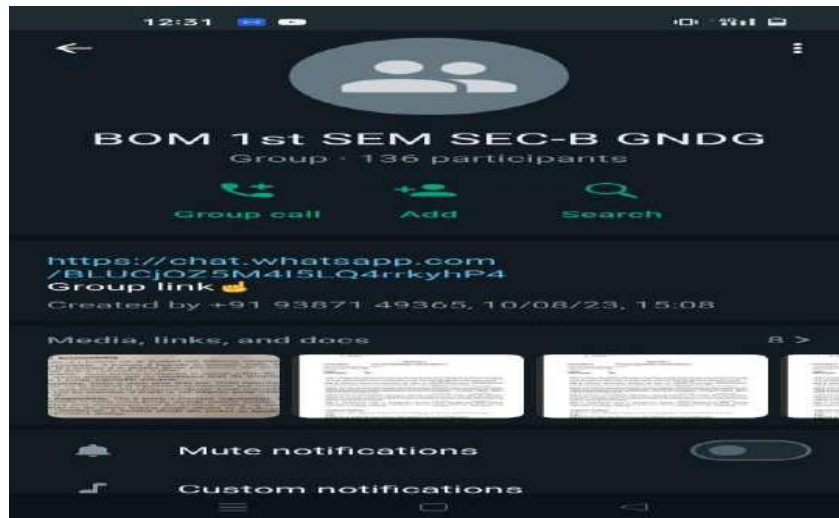 12:31
BOM 1st SEM SEC-B GNDG
Group · 136 participants
Group call Add Search
https://chat.whatsapp.com
/BLUCjOZ5M4I5LQ4rrkyhP4
Group link☝
Created by +91 93871 49365, 10/08/23, 15:08
Media, links, and docs 8 >
Mute notifications
Custom notifications